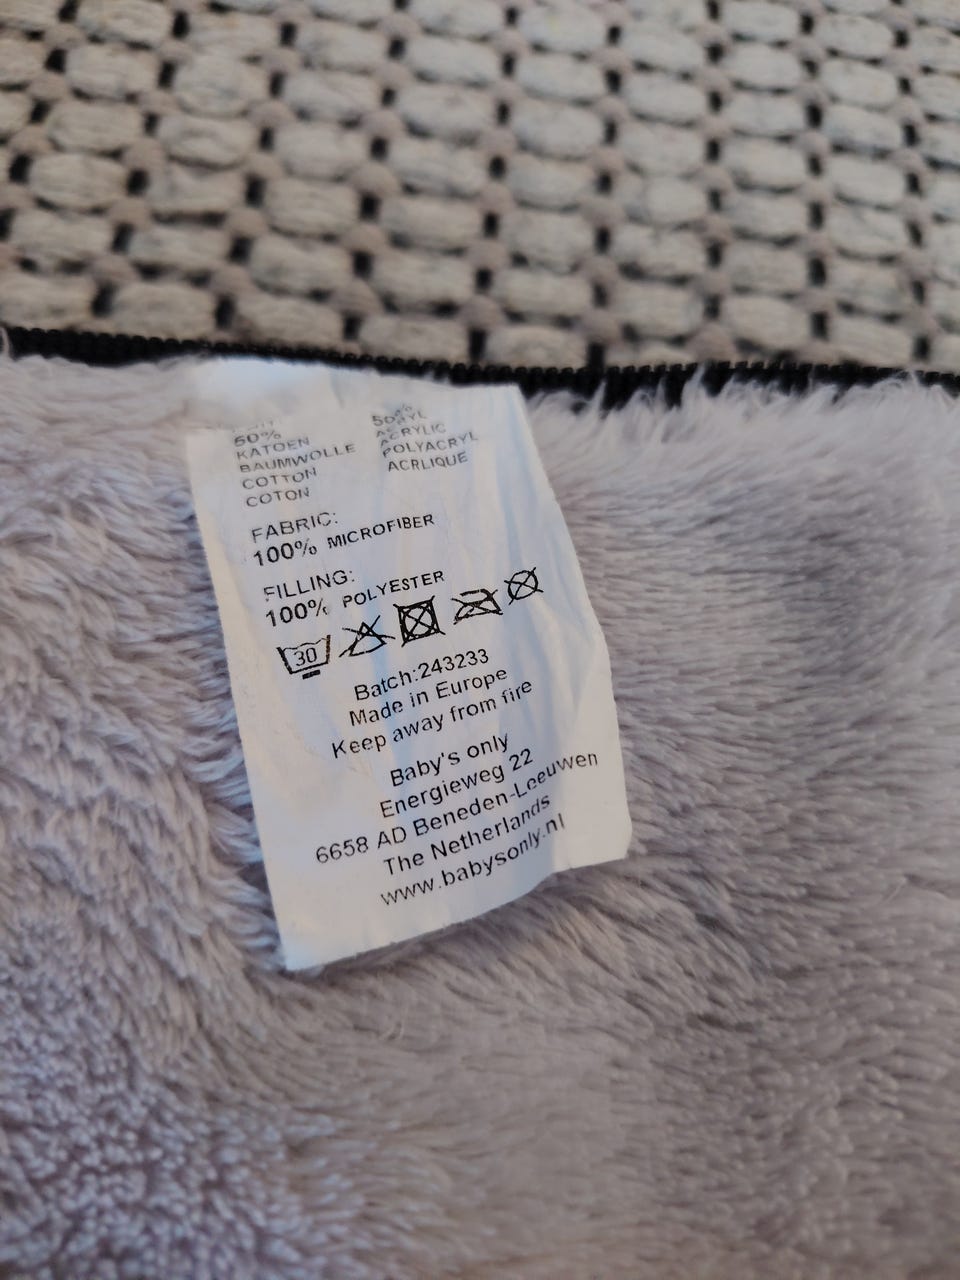 50% 50%
KATOEN ACRYL
BAUMWOLLE ACRYLIC
COTTON POLYACRYL
COTON ACRLIQUE
FABRIC:
100% MICROFIBER
FILLING:
100% POLYESTER
30
Batch:243233
Made in Europe
Keep away from fire
Baby's only
Energieweg 22
6658 AD Beneden-Leeuwen
The Netherlands
www.babysonly.nl